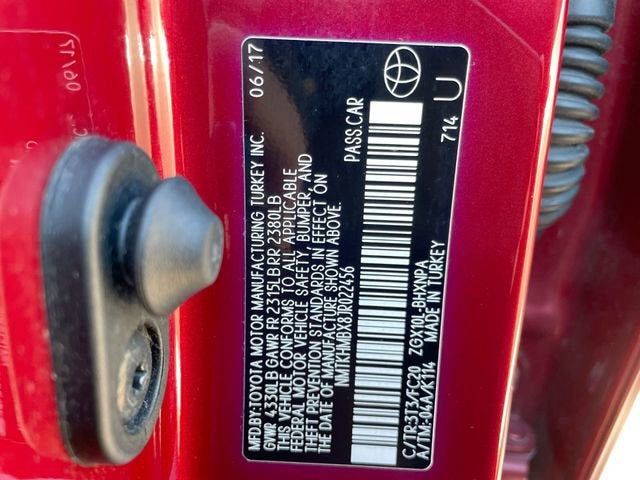 MFD.BY:TOYOTA MOTOR MANUFACTURING TURKEY INC. 06/17
GVWR 4330LB GAWR FR 2315LB RR 2380LB
THIS VEHICLE CONFORMS TO ALL APPLICABLE
FEDERAL MOTOR VEHICLE SAFETY, BUMPER, AND
THEFT PREVENTION STANDARDS IN EFFECT ON
THE DATE OF MANUFACTURE SHOWN ABOVE.
NMTKHMBX8JR022456 PASS.CAR
C/TR:3T3/FC20 ZGX10L-BHXNPA
A/TM:-04A/K114 MADE IN TURKEY 714 U
06/17